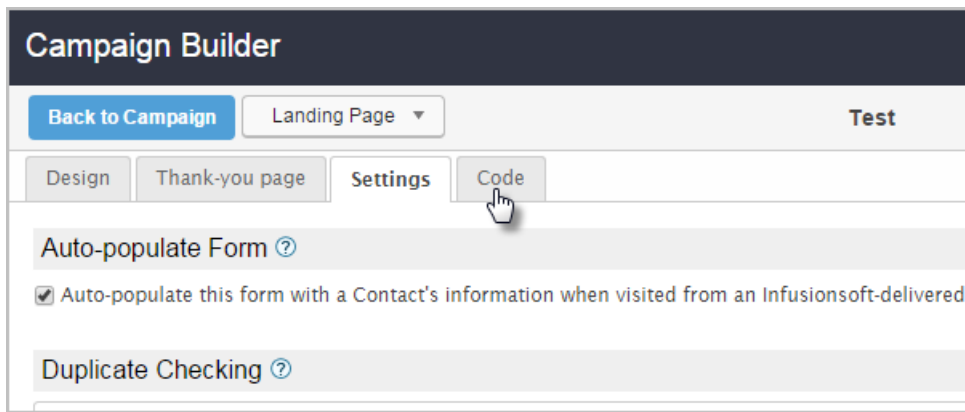 Campaign Builder
Back to Campaign Landing Page Test
Design Thank-you page Settings Code
Auto-populate Form ?
Auto-populate this form with a Contact's information when visited from an Infusionsoft-delivered
Duplicate Checking ?